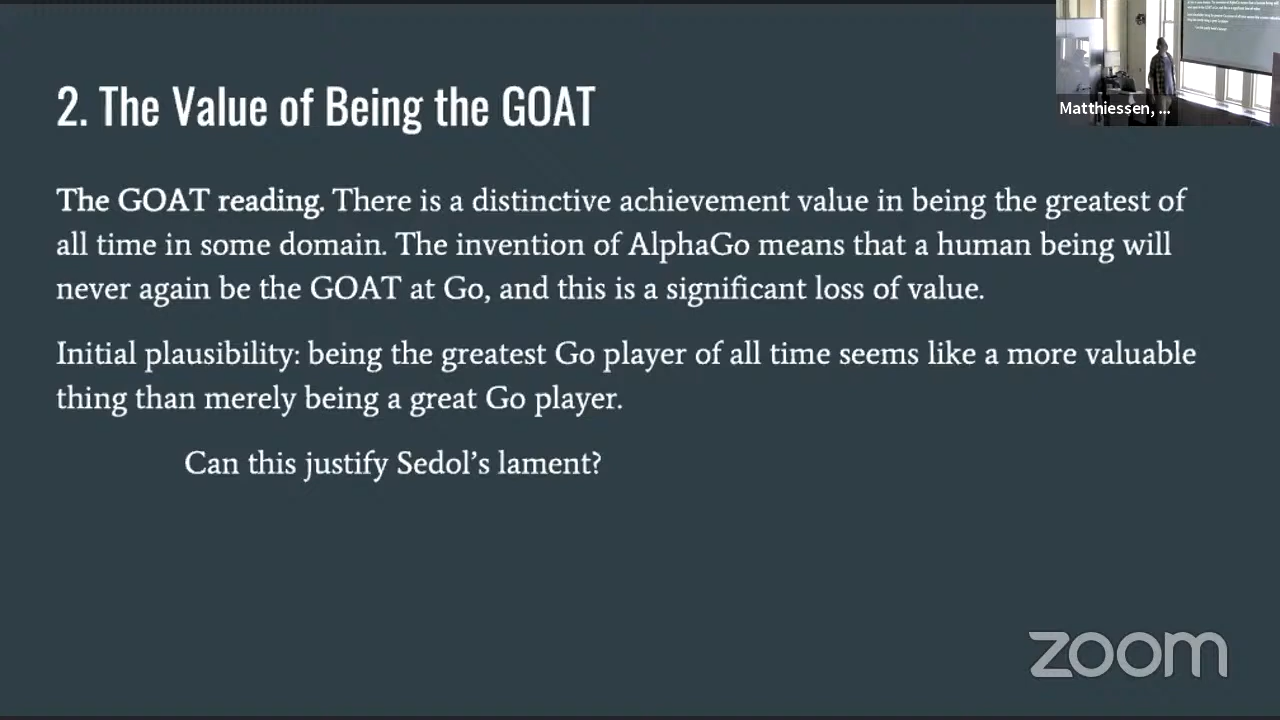 2. The Value of Being the GOAT
The GOAT reading. There is a distinctive achievement value in being the greatest of
all time in some domain. The invention of AlphaGo means that a human being will
never again be the GOAT at Go, and this is a significant loss of value.
Initial plausibility: being the greatest Go player of all time seems like a more valuable
thing than merely being a great Go player.
Can this justify Sedol's lament?
Matthiessen, ...
zoom